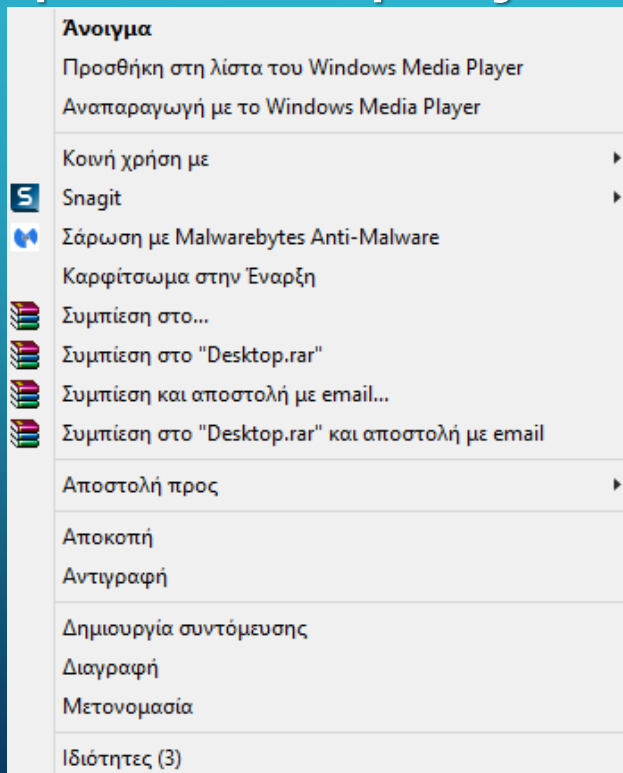 Άνοιγμα
Προσθήκη στη λίστα του Windows Media Player
Αναπαραγωγή με το Windows Media Player
Κοινή χρήση με
Snagit
Σάρωση με Malwarebytes Anti-Malware
Καρφίτσωμα στην Έναρξη
Συμπίεση στο...
Συμπίεση στο "Desktop.rar"
Συμπίεση και αποστολή με email...
Συμπίεση στο "Desktop.rar" και αποστολή με email
Αποστολή προς
Αποκοπή
Αντιγραφή
Δημιουργία συντόμευσης
Διαγραφή
Μετονομασία
Ιδιότητες (3)